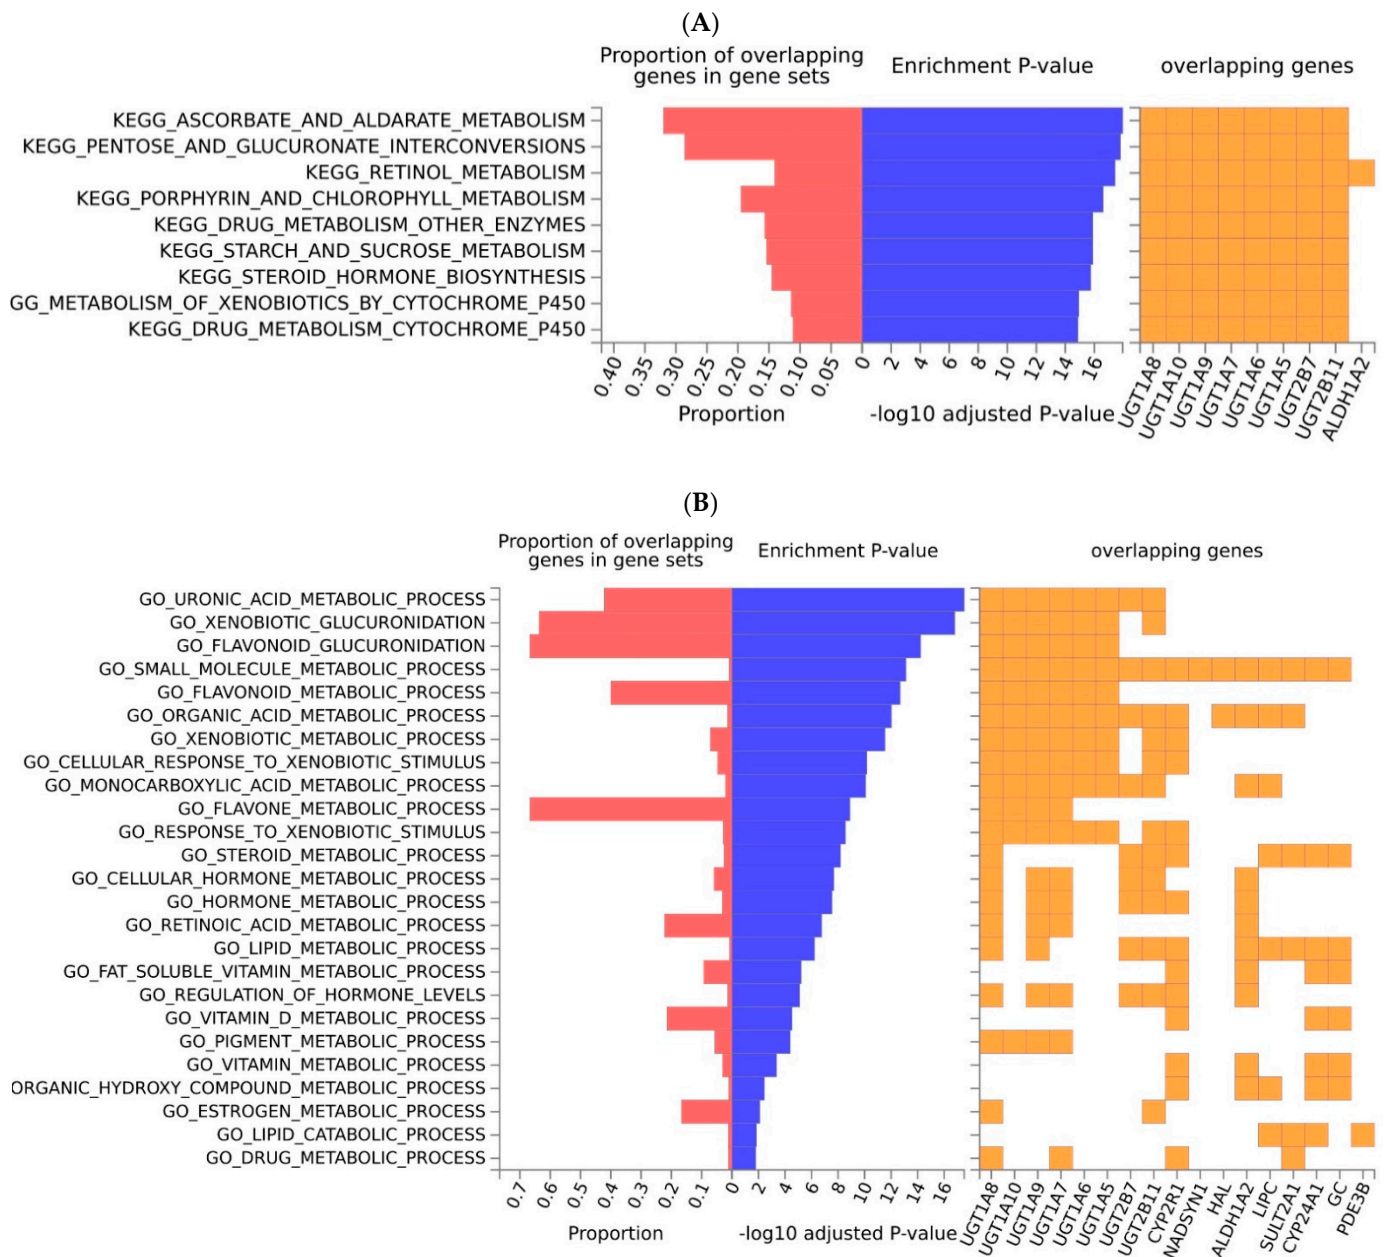 (A)
Proportion of overlapping
genes in gene sets
Enrichment P-value
overlapping genes
KEGG_ASCORBATE_AND_ALDARATE_METABOLISM
KEGG_PENTOSE_AND_GLUCURONATE_INTERCONVERSIONS
KEGG_RETINOL_METABOLISM
KEGG_PORPHYRIN_AND_CHLOROPHYLL_METABOLISM
KEGG_DRUG_METABOLISM_OTHER_ENZYMES
KEGG_STARCH_AND_SUCROSE_METABOLISM
KEGG_STEROID_HORMONE_BIOSYNTHESIS
GG_METABOLISM_OF_XENOBIOTICS_BY_CYTOCHROME_P450
KEGG_DRUG_METABOLISM_CYTOCHROME_P450
0.40 0.35 0.30 0.25 0.20 0.15 0.10 0.05 0 2 4 6 8 10 12 14 16
UGT1A8 UGT1A10 UGT1A9 UGT1A7 UGT1A6 UGT1A5 UGT2B7 UGT2B11 ALDH1A2
Proportion
-log10 adjusted P-value
(B)
Proportion of overlapping
genes in gene sets
Enrichment P-value
overlapping genes
GO_URONIC_ACID_METABOLIC_PROCESS
GO_XENOBIOTIC_GLUCURONIDATION
GO_FLAVONOID_GLUCURONIDATION
GO_SMALL_MOLECULE_METABOLIC_PROCESS
GO_FLAVONOID_METABOLIC_PROCESS
GO_ORGANIC_ACID_METABOLIC_PROCESS
GO_XENOBIOTIC_METABOLIC_PROCESS
GO_CELLULAR_RESPONSE_TO_XENOBIOTIC_STIMULUS
GO_MONOCARBOXYLIC_ACID_METABOLIC_PROCESS
GO_FLAVONE_METABOLIC_PROCESS
GO_RESPONSE_TO_XENOBIOTIC_STIMULUS
GO_STEROID_METABOLIC_PROCESS
GO_CELLULAR_HORMONE_METABOLIC_PROCESS
GO_HORMONE_METABOLIC_PROCESS
GO_RETINOIC_ACID_METABOLIC_PROCESS
GO_LIPID_METABOLIC_PROCESS
GO_FAT_SOLUBLE_VITAMIN_METABOLIC_PROCESS
GO_REGULATION_OF_HORMONE_LEVELS
GO_VITAMIN_D_METABOLIC_PROCESS
GO_PIGMENT_METABOLIC_PROCESS
GO_VITAMIN_METABOLIC_PROCESS
ORGANIC_HYDROXY_COMPOUND_METABOLIC_PROCESS
GO_ESTROGEN_METABOLIC_PROCESS
GO_LIPID_CATABOLIC_PROCESS
GO_DRUG_METABOLIC_PROCESS
0.7 0.6 0.5 0.4 0.3 0.2 0.1 0 2 4 6 8 10 12 14 16
UGT1A8 UGT1A10 UGT1A9 UGT1A7 UGT1A6 UGT1A5 UGT2B7 UGT2B11 CYP2R1 NADSYN1 HAL ALDH1A2 LIPC SULT2A1 CYP24A1 GC PDE3B
Proportion
-log10 adjusted P-value